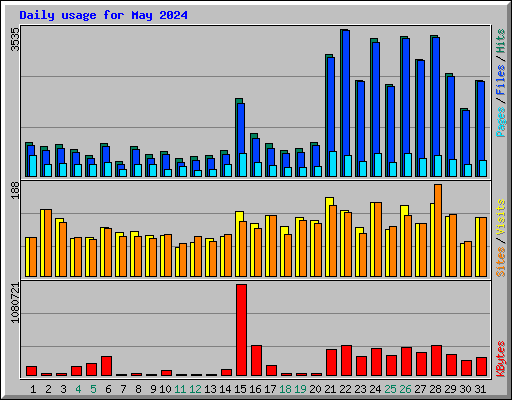 Daily usage for May 2024
3535
Pages / Files / Hits
188
Sites / Visits
1080721
KBytes
1 2 3 4 5 6 7 8 9 10 11 12 13 14 15 16 17 18 19 20 21 22 23 24 25 26 27 28 29 30 31